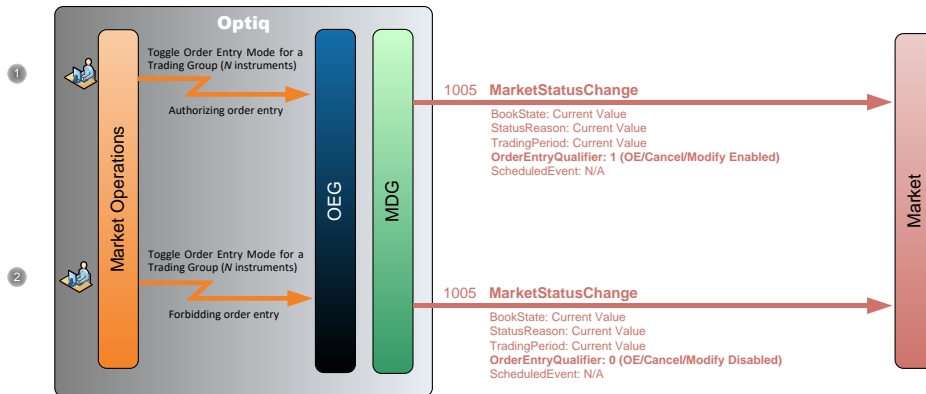 Optiq
1
Toggle Order Entry Mode for a
Trading Group (N instruments)
Authorizing order entry
Market Operations
OEG
MDG
1005 MarketStatusChange
BookState: Current Value
StatusReason: Current Value
TradingPeriod: Current Value
OrderEntryQualifier: 1 (OE/Cancel/Modify Enabled)
ScheduledEvent: N/A
Market
2
Toggle Order Entry Mode for a
Trading Group (N instruments)
Forbidding order entry
1005 MarketStatusChange
BookState: Current Value
StatusReason: Current Value
TradingPeriod: Current Value
OrderEntryQualifier: 0 (OE/Cancel/Modify Disabled)
ScheduledEvent: N/A